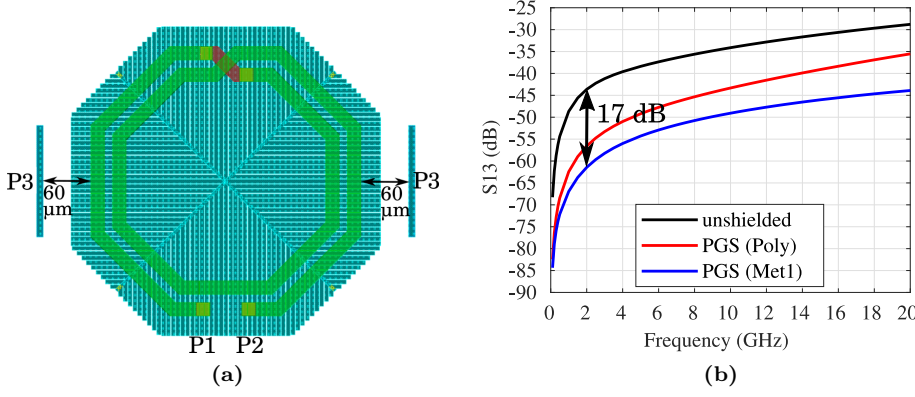 P3
60
μm
P3
60
μm
P1 P2
(a)
S13 (dB)
-25
-30
-35
-40
-45
-50
-55
-60
-65
-70
-75
-80
-85
-90
17 dB
unshielded
PGS (Poly)
PGS (Met1)
0 2 4 6 8 10 12 14 16 18 20
Frequency (GHz)
(b)